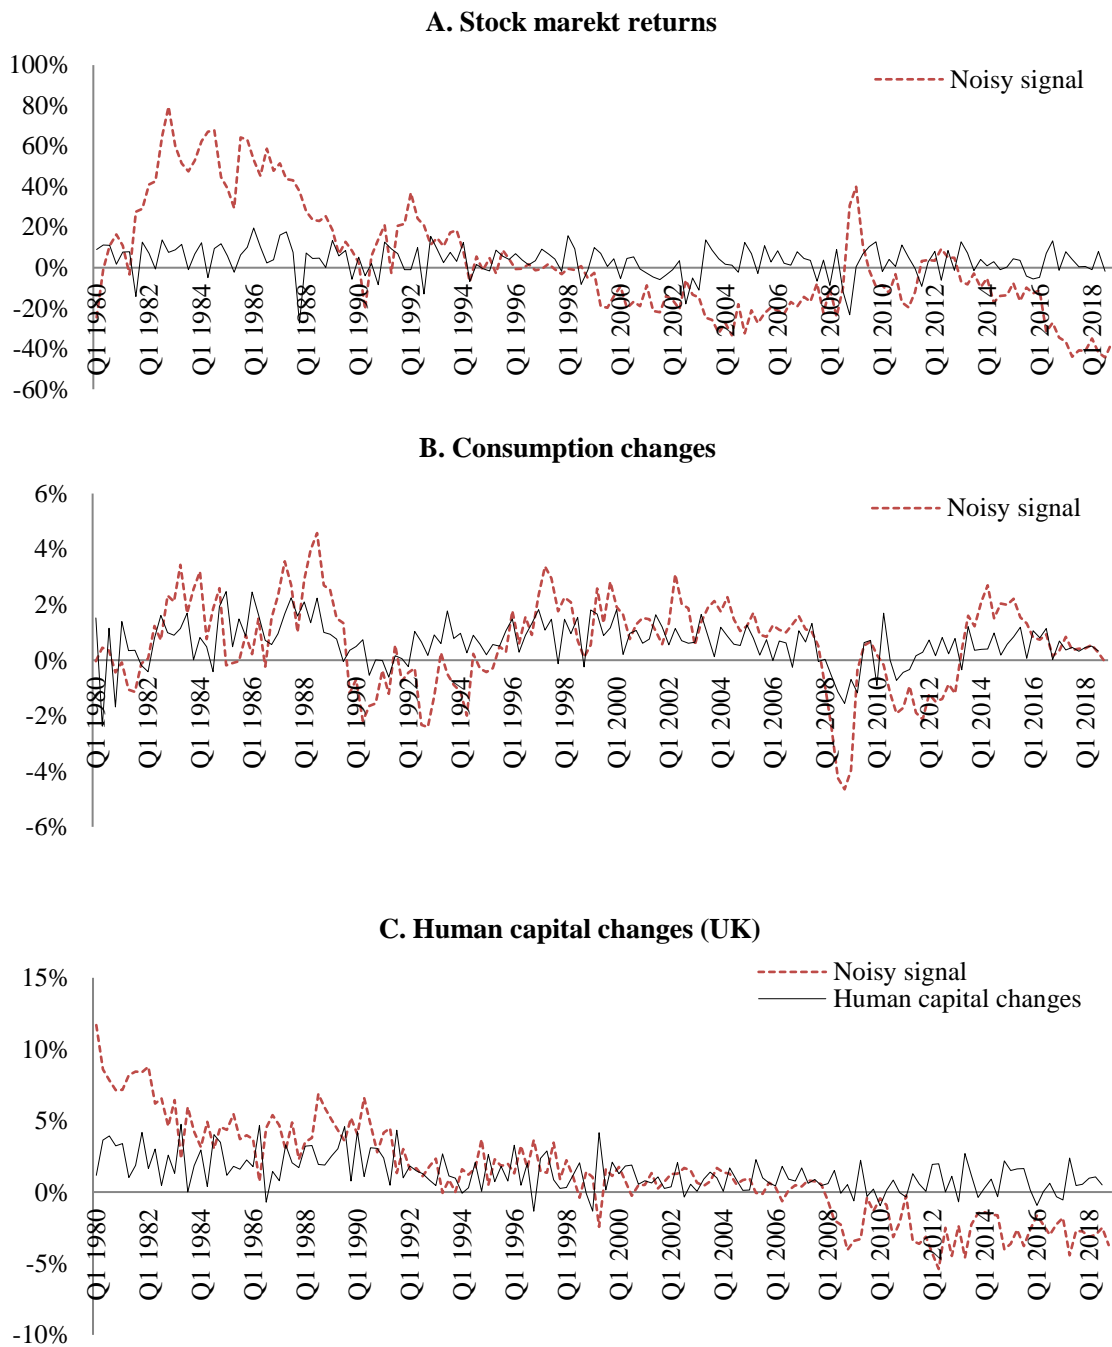 A. Stock marekt returns
100%
80%
60%
40%
20%
0%
-20%
-40%
-60%
Noisy signal
Q1 1980
Q1 1982
Q1 1984
Q1 1986
Q1 1988
Q1 1990
Q1 1992
Q1 1994
Q1 1996
Q1 1998
Q1 2000
Q1 2002
Q1 2004
Q1 2006
Q1 2008
Q1 2010
Q1 2012
Q1 2014
Q1 2016
Q1 2018
B. Consumption changes
6%
4%
2%
0%
-2%
-4%
-6%
Noisy signal
Q1 1980
Q1 1982
Q1 1984
Q1 1986
Q1 1988
Q1 1990
Q1 1992
Q1 1994
Q1 1996
Q1 1998
Q1 2000
Q1 2002
Q1 2004
Q1 2006
Q1 2008
Q1 2010
Q1 2012
Q1 2014
Q1 2016
Q1 2018
C. Human capital changes (UK)
15%
10%
5%
0%
-5%
-10%
Noisy signal
Human capital changes
Q1 1980
Q1 1982
Q1 1984
Q1 1986
Q1 1988
Q1 1990
Q1 1992
Q1 1994
Q1 1996
Q1 1998
Q1 2000
Q1 2002
Q1 2004
Q1 2006
Q1 2008
Q1 2010
Q1 2012
Q1 2014
Q1 2016
Q1 2018